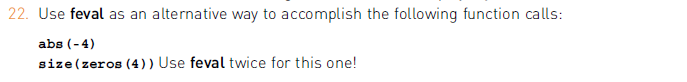 22. Use feval as an alternative way to accomplish the following function calls:
abs(-4)
size(zeros(4)) Use feval twice for this one!